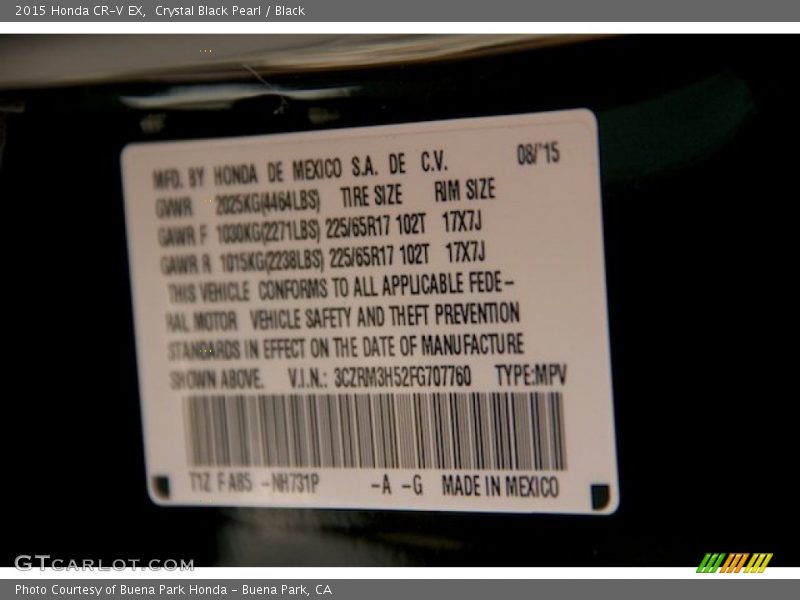 2015 Honda CR-V EX, Crystal Black Pearl / Black
MFD. BY HONDA DE MEXICO S.A. DE C.V. 08/'15
GVWR 2025KG(4464LBS) TIRE SIZE RIM SIZE
GAWR F 1030KG(2271LBS) 225/65R17 102T 17X7J
GAWR R 1015KG(2238LBS) 225/65R17 102T 17X7J
THIS VEHICLE CONFORMS TO ALL APPLICABLE FEDE-
RAL MOTOR VEHICLE SAFETY AND THEFT PREVENTION
STANDARDS IN EFFECT ON THE DATE OF MANUFACTURE
SHOWN ABOVE. V.I.N.: 3CZRM3H52FG707760 TYPE:MPV
T1Z F A85 -NH731P -A -G MADE IN MEXICO
GTCARLOT.COM
Photo Courtesy of Buena Park Honda - Buena Park, CA